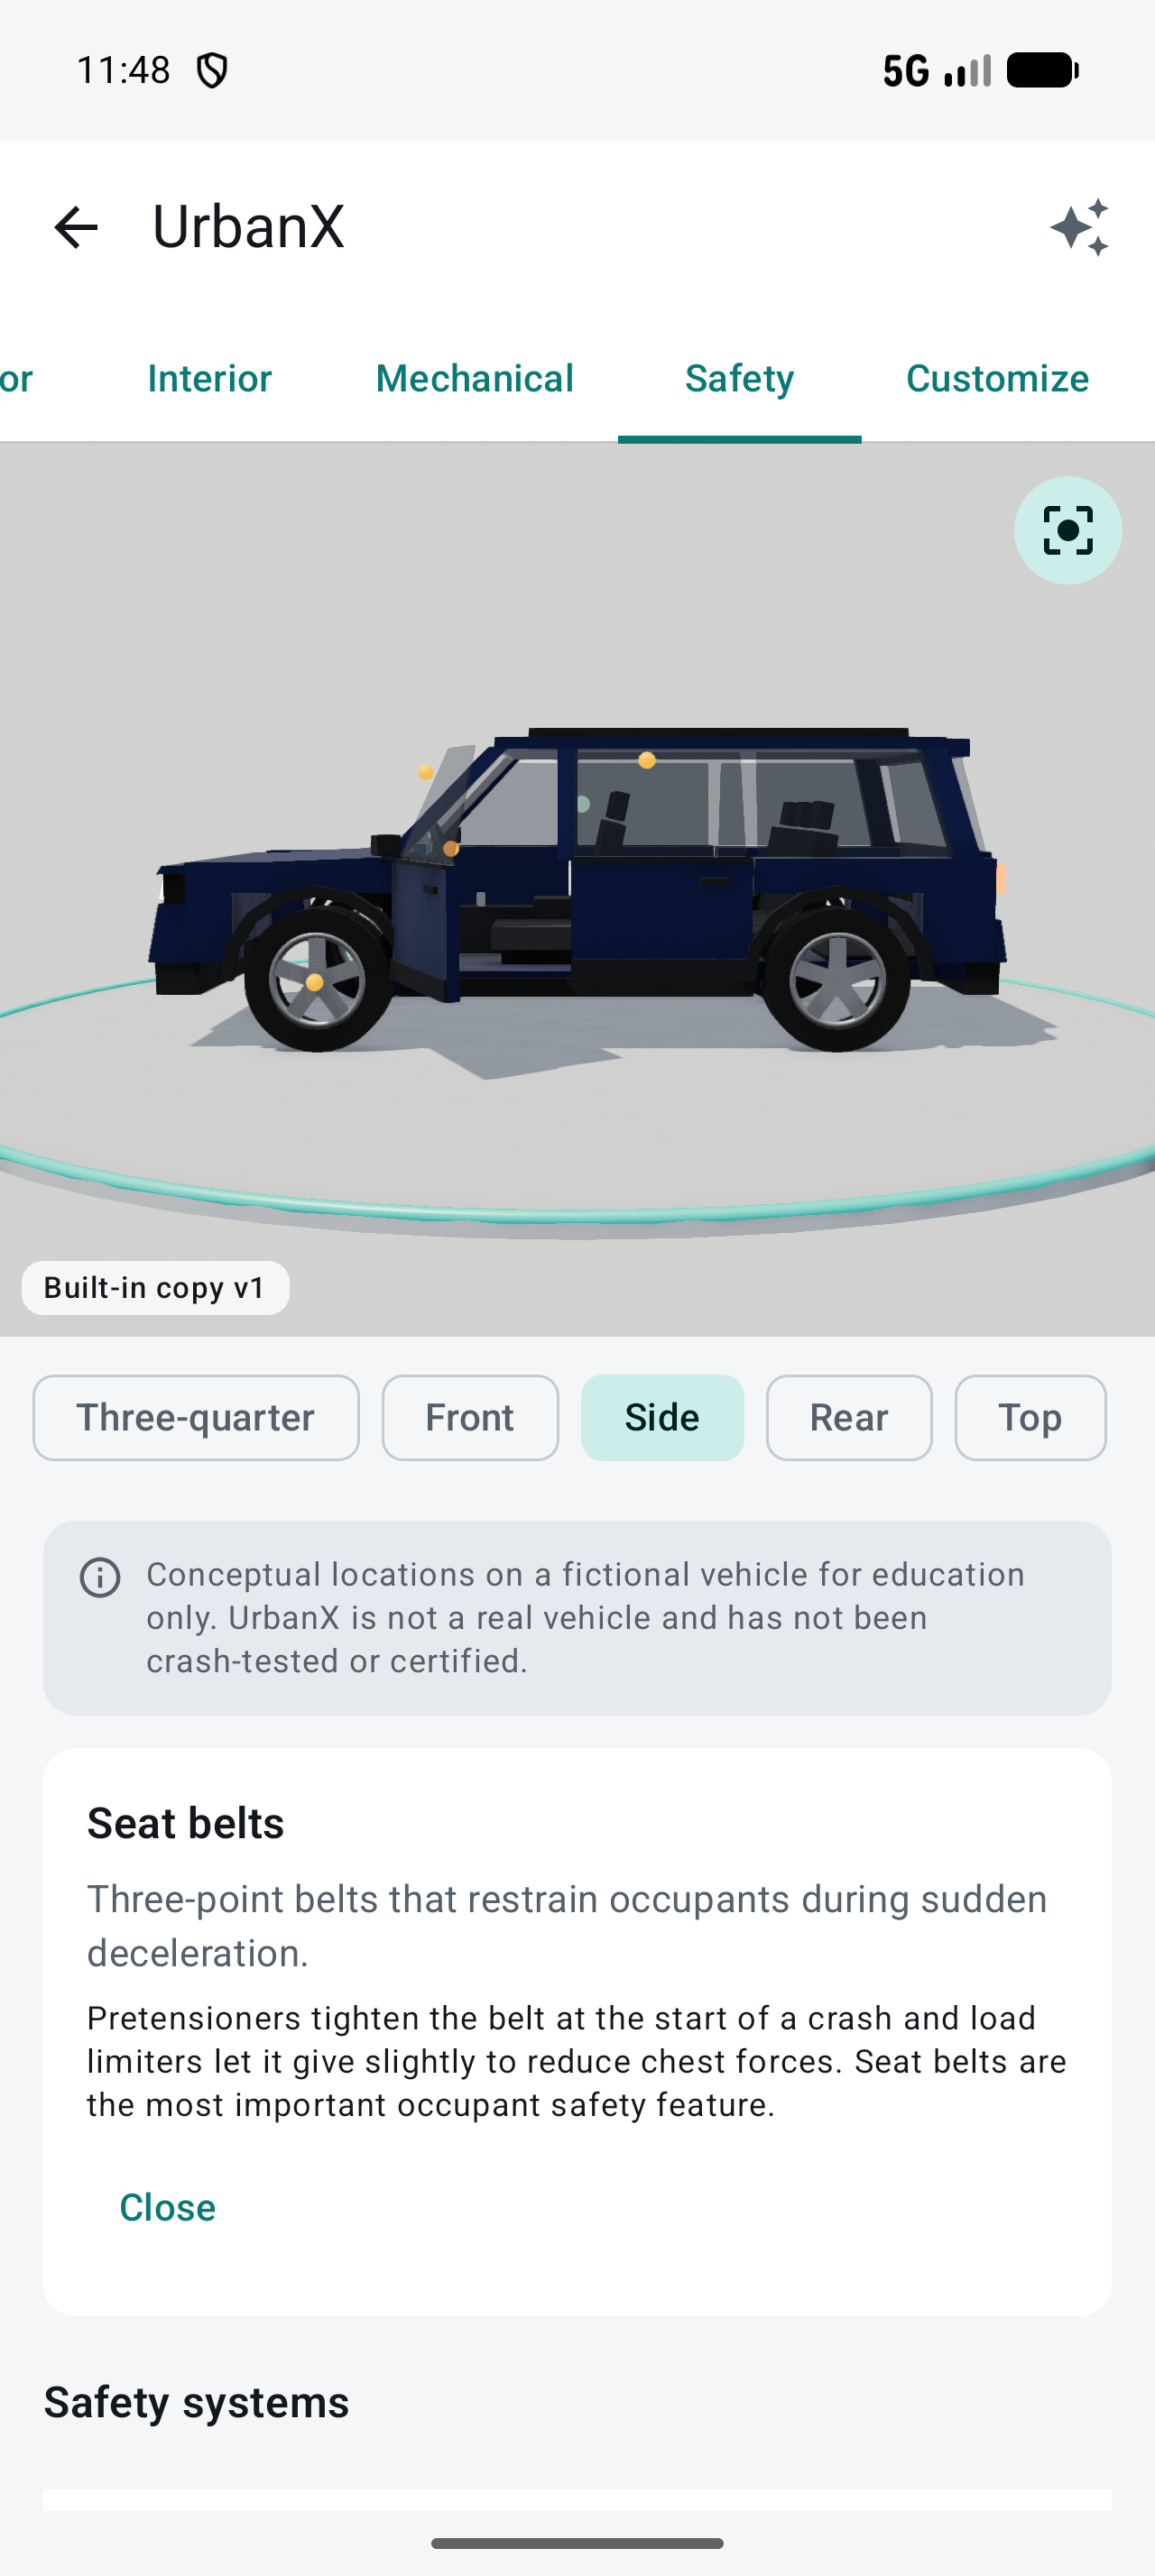 11:48
5G
UrbanX
or
Interior
Mechanical
Safety
Customize
Built-in copy v1
Three-quarter
Front
Side
Rear
Top
Conceptual locations on a fictional vehicle for education
only. UrbanX is not a real vehicle and has not been
crash-tested or certified.
Seat belts
Three-point belts that restrain occupants during sudden
deceleration.
Pretensioners tighten the belt at the start of a crash and load
limiters let it give slightly to reduce chest forces. Seat belts are
the most important occupant safety feature.
Close
Safety systems